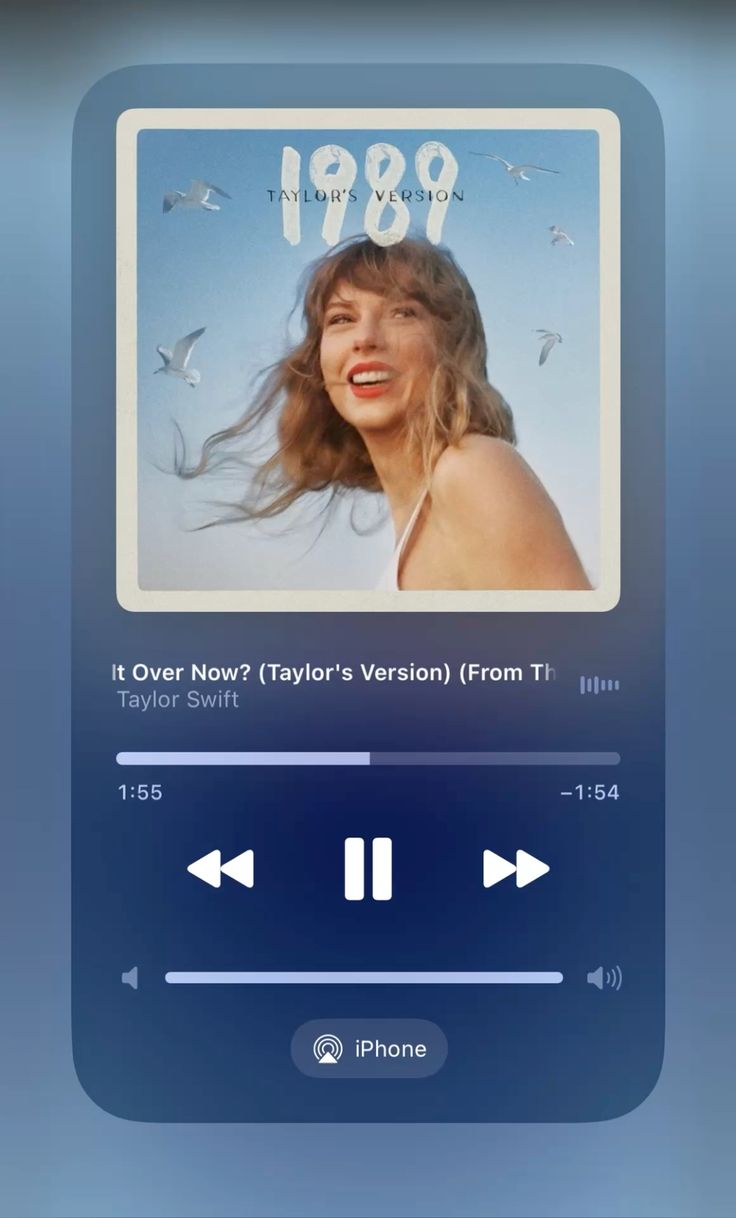 1989
TAYLOR'S VERSION
It Over Now? (Taylor's Version) (From Th
Taylor Swift
1:55
−1:54
iPhone